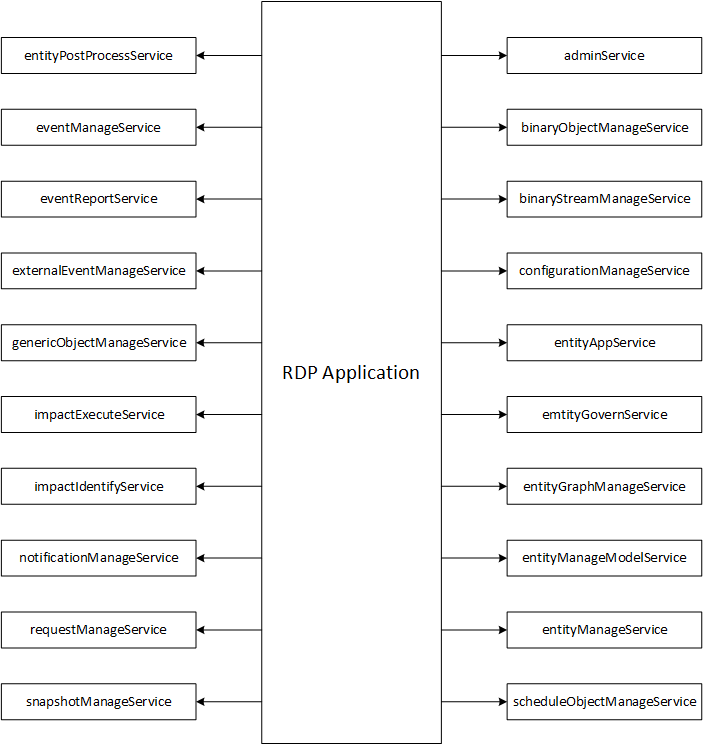 entityPostProcessService
adminService
eventManageService
binaryObjectManageService
eventReportService
binaryStreamManageService
externalEventManageService
configurationManageService
genericObjectManageService
entityAppService
RDP Application
impactExecuteService
emtityGovernService
impactIdentifyService
entityGraphManageService
notificationManageService
entityManageModelService
requestManageService
entityManageService
snapshotManageService
scheduleObjectManageService